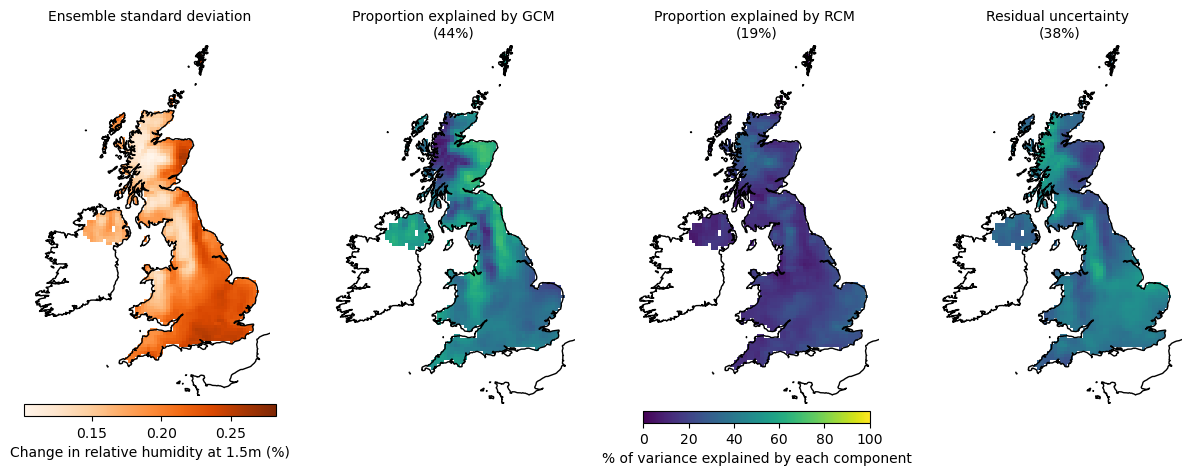 Ensemble standard deviation
Proportion explained by GCM
(44%)
Proportion explained by RCM
(19%)
Residual uncertainty
(38%)
0.15 0.20 0.25
Change in relative humidity at 1.5m (%)
0 20 40 60 80 100
% of variance explained by each component